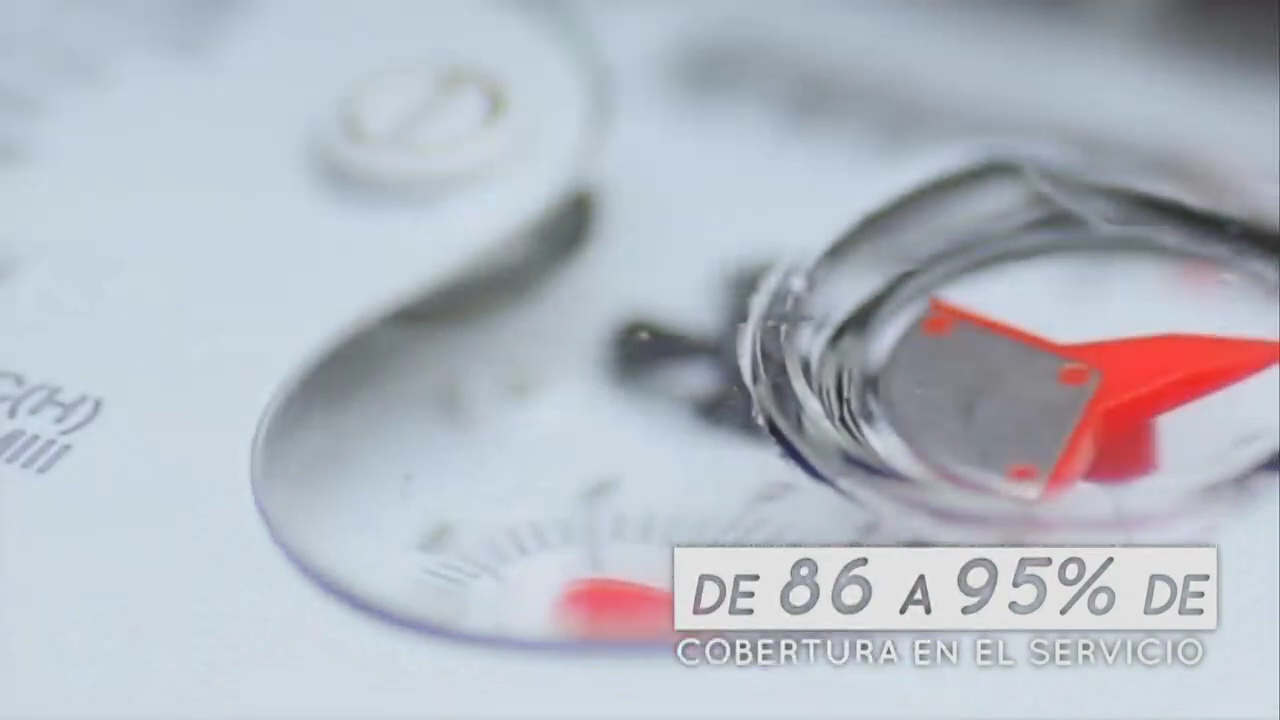 DE 86 A 95% DE
COBERTURA EN EL SERVICIO
(H)